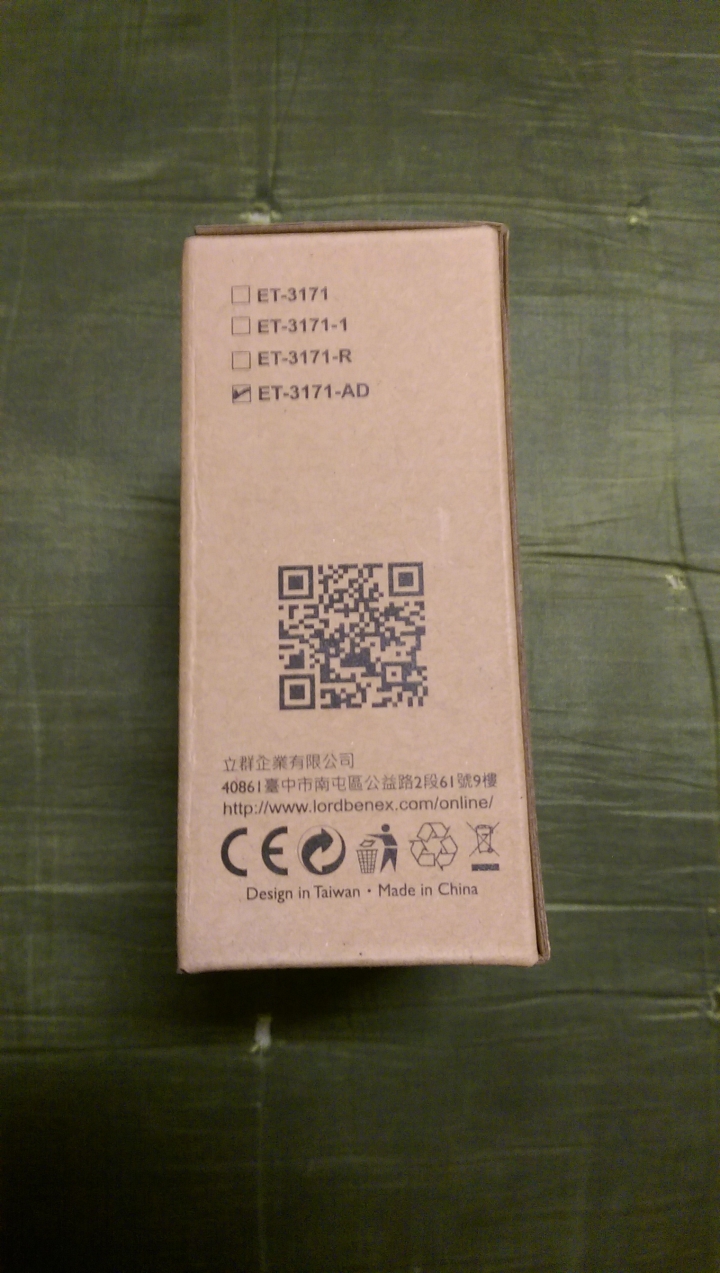 ET-3171
ET-3171-1
ET-3171-R
ET-3171-AD
立群企業有限公司
40861臺中市南屯區公益路2段61號9樓
http://www.lordbenex.com/online/
CE
Design in Taiwan・Made in China